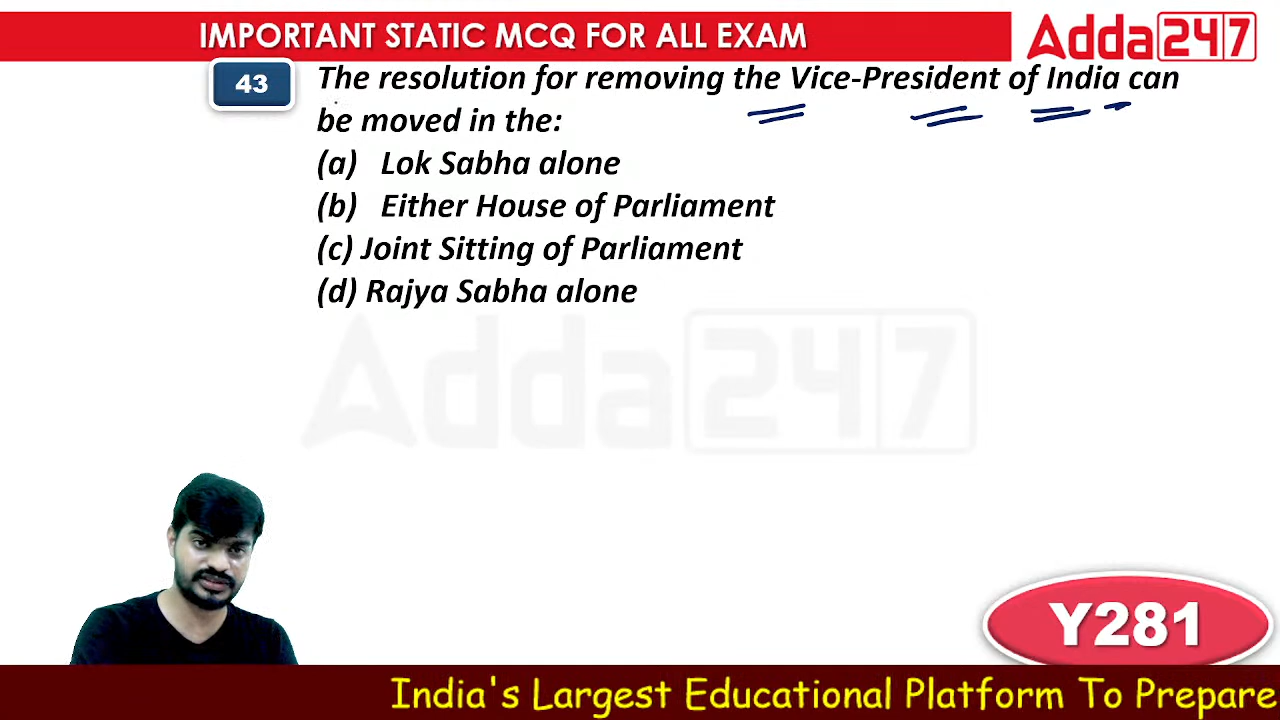 IMPORTANT STATIC MCQ FOR ALL EXAM
Adda247
43
The resolution for removing the Vice-President of India can
be moved in the:
(a) Lok Sabha alone
(b) Either House of Parliament
(c) Joint Sitting of Parliament
(d) Rajya Sabha alone
Adda247
Y281
India's Largest Educational Platform To Prepare